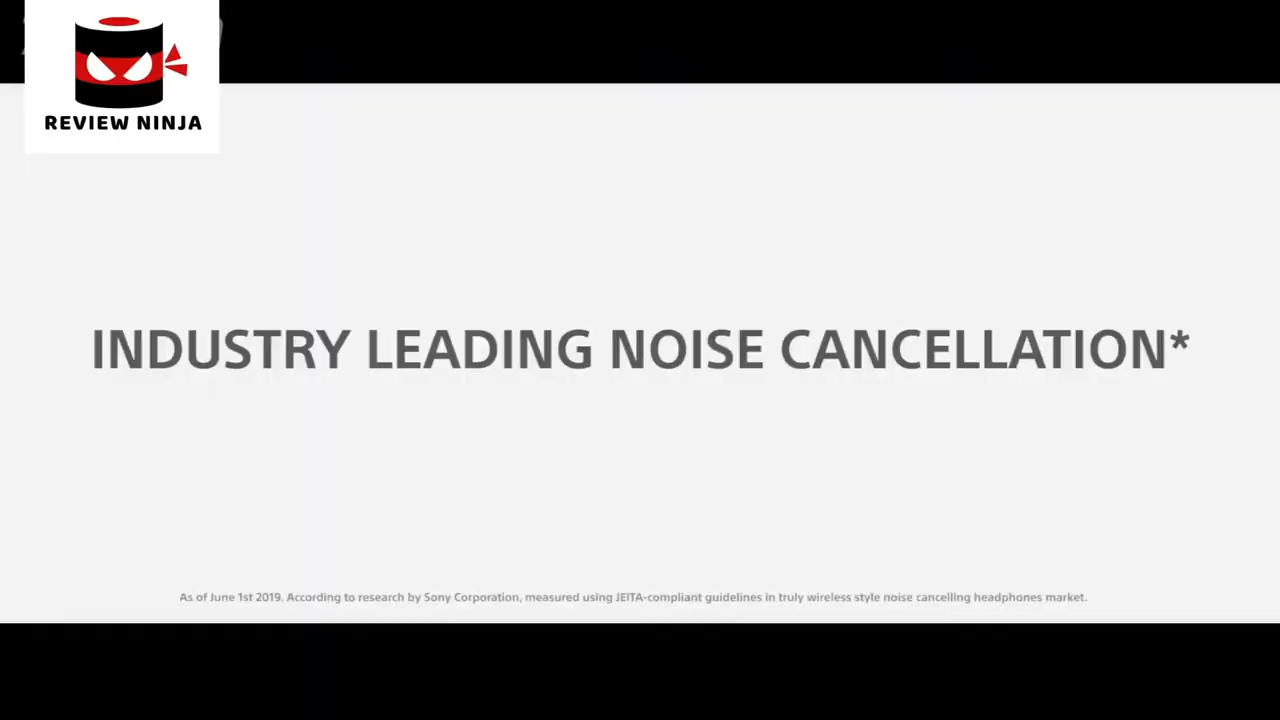 REVIEW NINJA
INDUSTRY LEADING NOISE CANCELLATION*
As of June 1st 2019. According to research by Sony Corporation, measured using JEITA-compliant guidelines in truly wireless style noise cancelling headphones market.